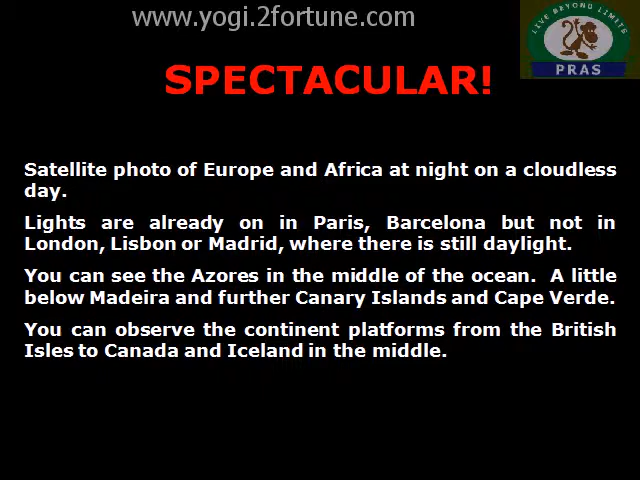 www.yogi.2fortune.com
LIVE BEYOND LIMITS
PRAS
SPECTACULAR!
Satellite photo of Europe and Africa at night on a cloudless
day.
Lights are already on in Paris, Barcelona but not in
London, Lisbon or Madrid, where there is still daylight.
You can see the Azores in the middle of the ocean.  A little
below Madeira and further Canary Islands and Cape Verde.
You can observe the continent platforms from the British
Isles to Canada and Iceland in the middle.